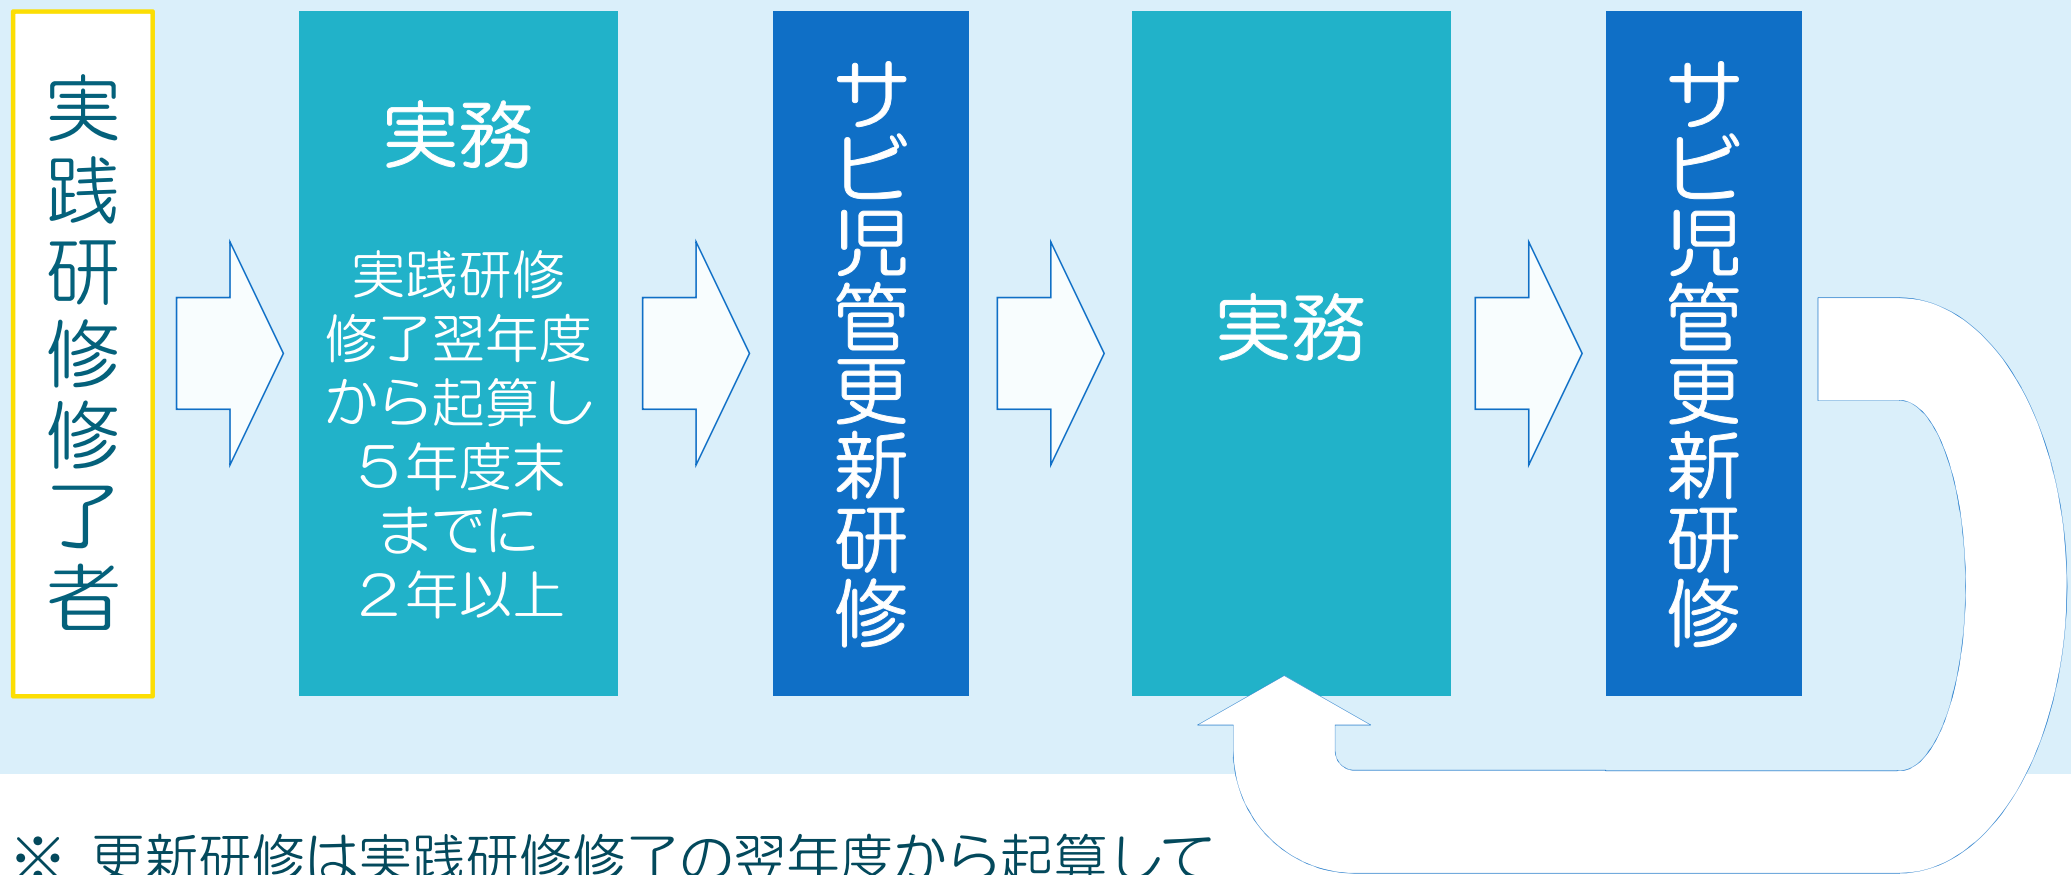 実践研修修了者
実務
実践研修
修了翌年度
から起算し
５年度末
までに
２年以上
サビ児管更新研修
実務
サビ児管更新研修
※ 更新研修は実践研修修了の翌年度から起算して